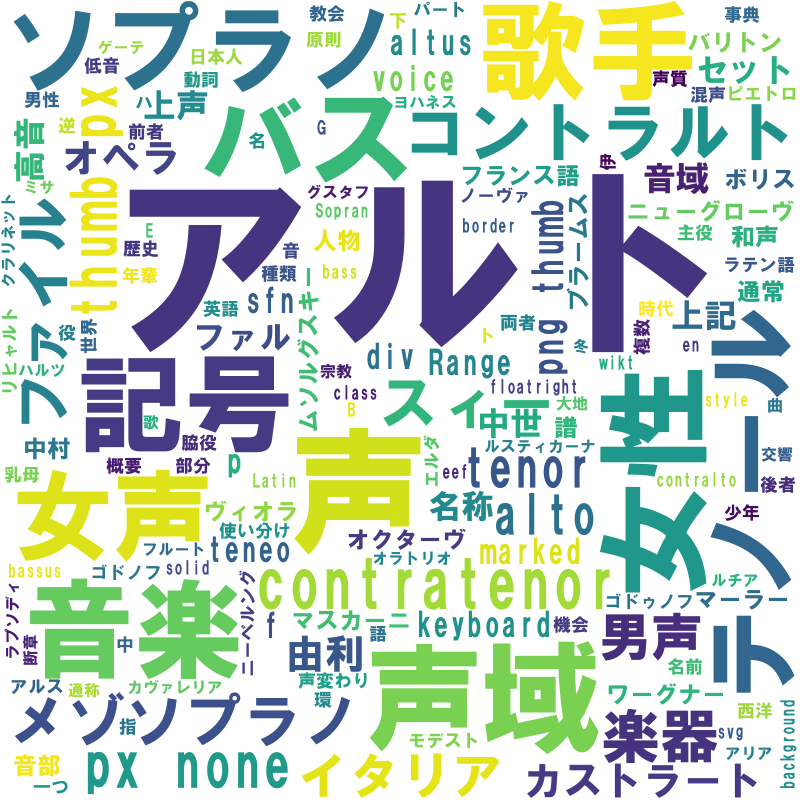 ソプラノ
教会
ゲーテ
原則
日本人
低音
動詞
下
パート
altus
voice
歌手
事典
バリトン
声質
セット
混声
ピエトロ
男性
ハ
上声
逆
前者
高音
オペラ
thumb px
バス
名
G
ヨハネス
コントラルト
フランス語
伊
音域
ボリス
ミサ
クラリネット
ファイル
アルト
グスタフ
ノーヴァ
Sopran
border
ニューグローヴ
主役
和声
ラテン語
通常
E
歴史
音
人物
年輩
種類
bass
英語
sfn
ムソルグスキー
png thumb
ブラームス
ト
両者
冬
時代
複数
上記
en
wikt
役
世界
ファル
リヒャルト
ハルツ
記号
div
Range
宗教
class
floatright
B
歌
スィー
中世
譜
大地
女性
style
曲
ノール
交響
後者
中村
脇役
概要
部分
p
乳母
女声
Latin
声
エルダ
eef
ルスティカーナ
tenor
contralto
少年
ヴィオラ
名称
alto
使い分け
オクターヴ
bassus
フルート
teneo
オラトリオ
marked
ゴドノフ
solid
contratenor
ルチア
ラプソディ
断章
音楽
中
ニーベルング
f
マスカーニ
語
keyboard
機会
ゴドゥノフ
マーラー
テ
由利
男声
名前
アルス
通称
カヴァレリア
声変わり
環
声域
ワーグナー
西洋
メゾソプラノ
指
モデスト
楽器
svg
アリア
background
音部
一つ
px none
イタリア
カストラート